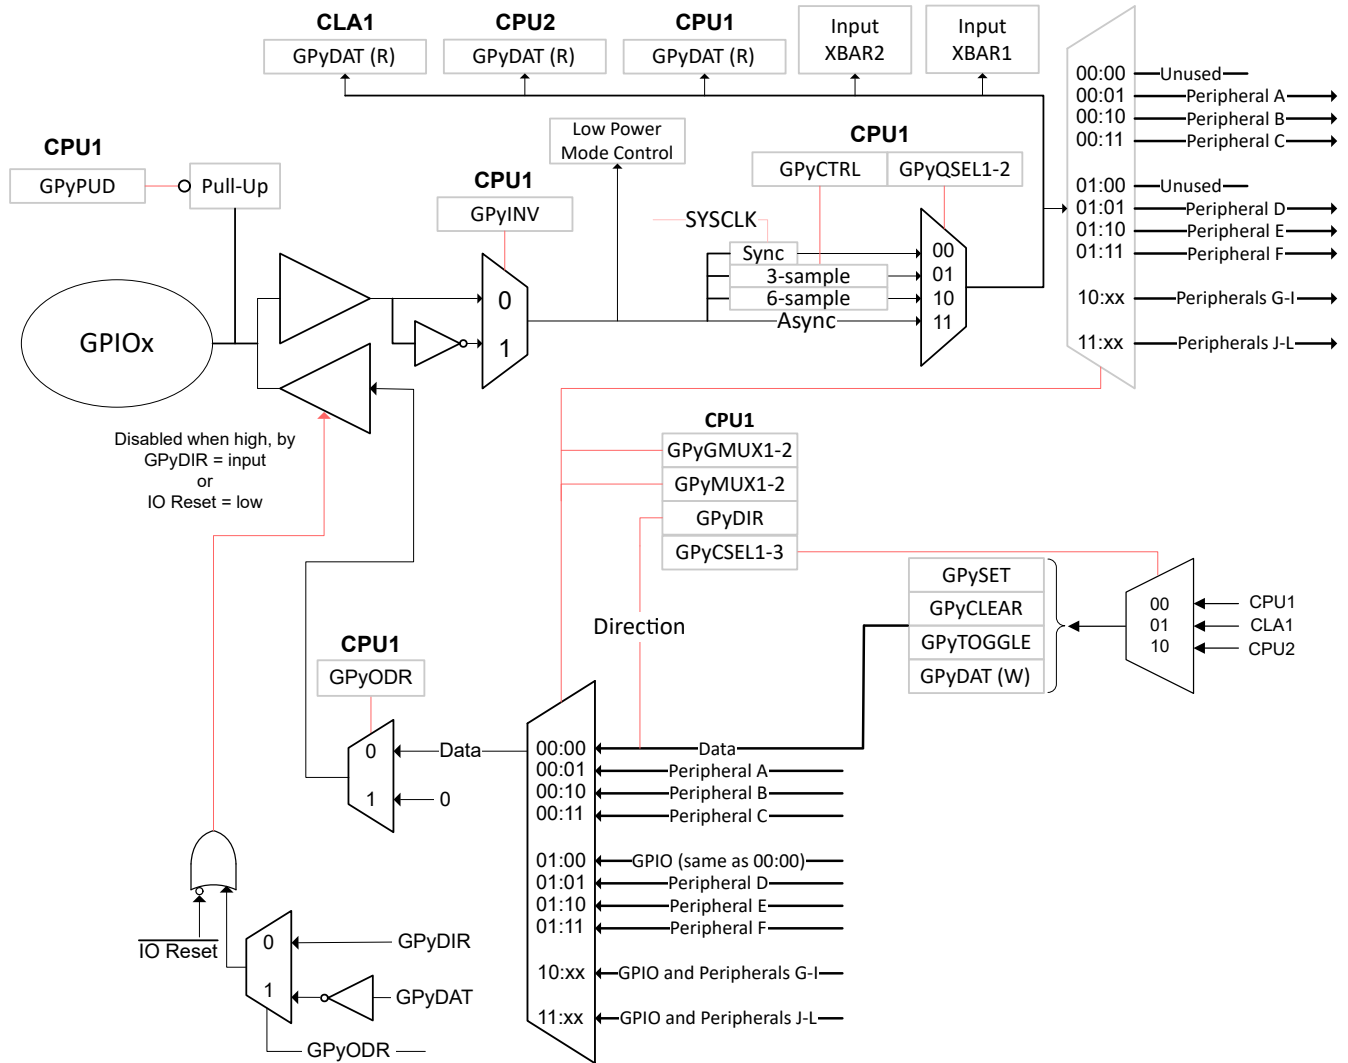 CLA1
GPyDAT (R)
CPU2
GPyDAT (R)
CPU1
GPyDAT (R)
Input
XBAR2
Input
XBAR1
00:00
Unused
00:01
Peripheral A
00:10
Peripheral B
00:11
Peripheral C
01:00
Unused
01:01
Peripheral D
01:10
Peripheral E
01:11
Peripheral F
10:xx
Peripherals G-I
11:xx
Peripherals J-L
CPU1
GPyPUD
Pull-Up
CPU1
GPyINV
Low Power
Mode Control
CPU1
GPyCTRL
GPyQSEL1-2
SYSCLK
Sync
3-sample
6-sample
Async
00
01
10
11
0
1
GPIOx
Disabled when high, by
GPyDIR = input
or
IO Reset = low
CPU1
GPyGMUX1-2
GPyMUX1-2
GPyDIR
GPyCSEL1-3
Direction
GPySET
GPyCLEAR
GPyTOGGLE
GPyDAT (W)
00
01
10
CPU1
CLA1
CPU2
CPU1
GPyODR
0
1
Data
0
00:00
Data
00:01
Peripheral A
00:10
Peripheral B
00:11
Peripheral C
01:00
GPIO (same as 00:00)
01:01
Peripheral D
01:10
Peripheral E
01:11
Peripheral F
10:xx
GPIO and Peripherals G-I
11:xx
GPIO and Peripherals J-L
IO Reset
0
1
GPyDIR
GPyDAT
GPyODR